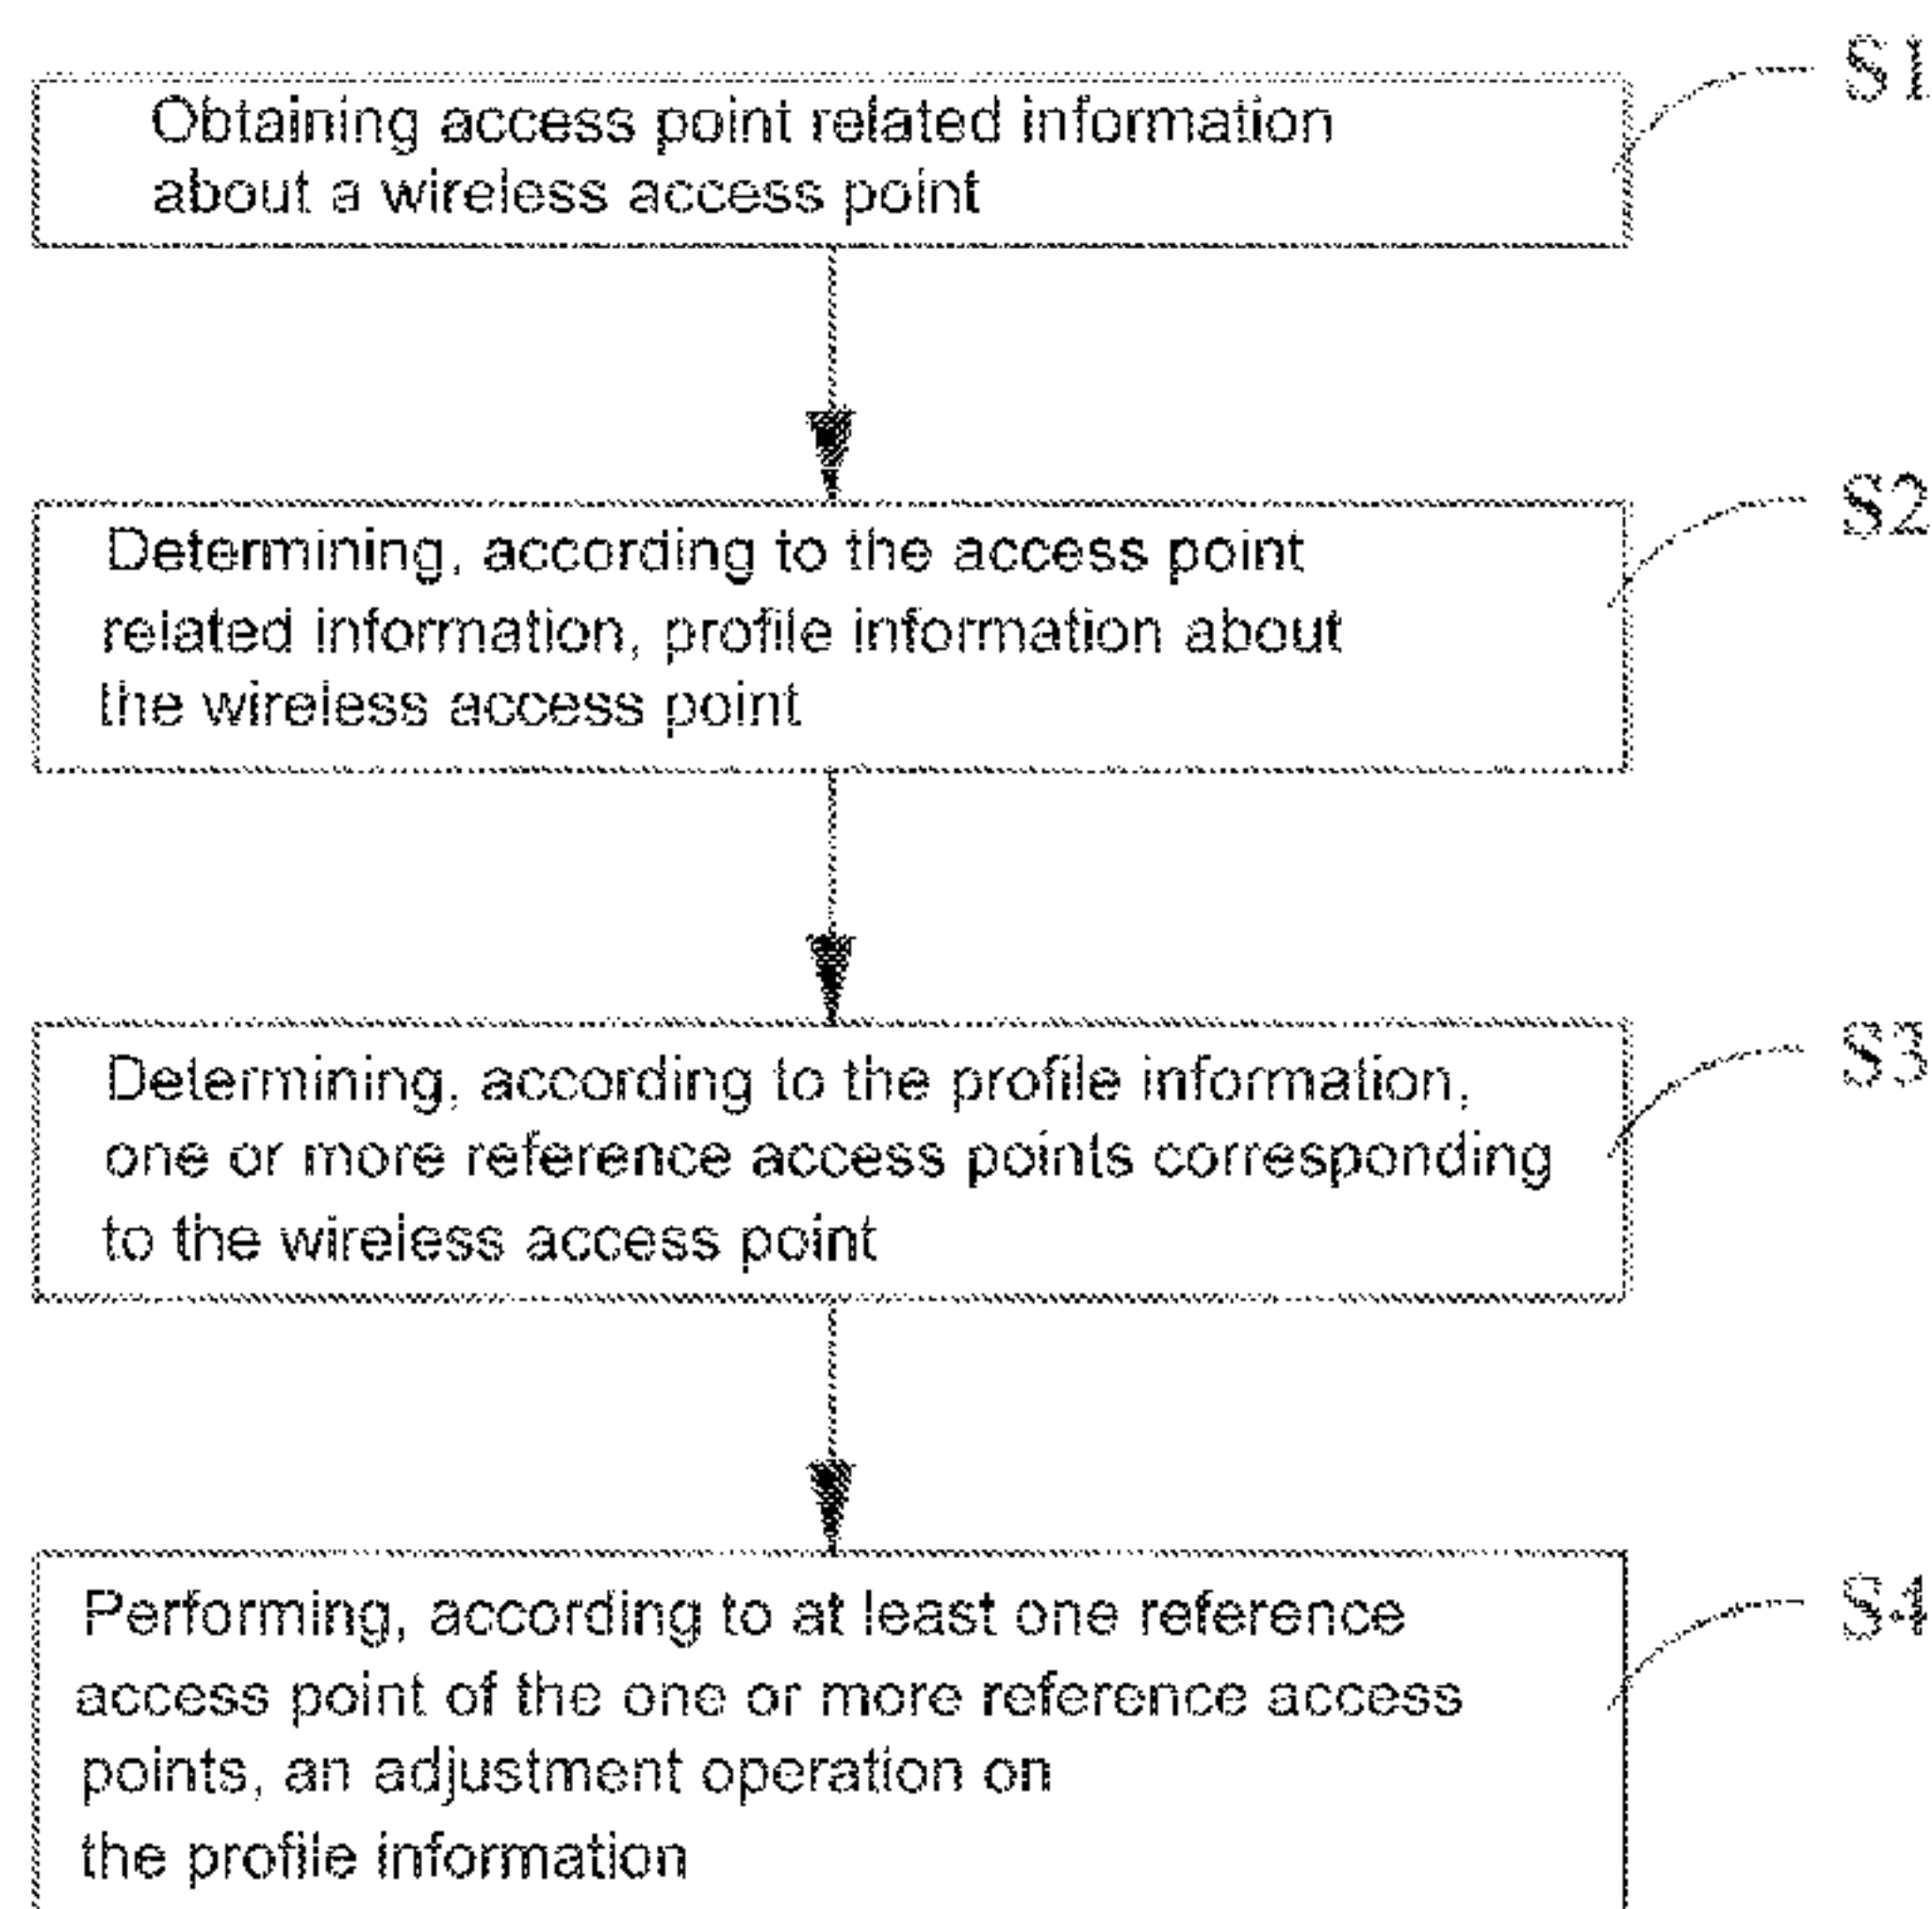 S1
Obtaining access point related information
about a wireless access point
S2
Determining, according to the access point
related information, profile information about
the wireless access point
S3
Determining, according to the profile information,
one or more reference access points corresponding
to the wireless access point
S4
Performing, according to at least one reference
access point of the one or more reference access
points, an adjustment operation on
the profile information